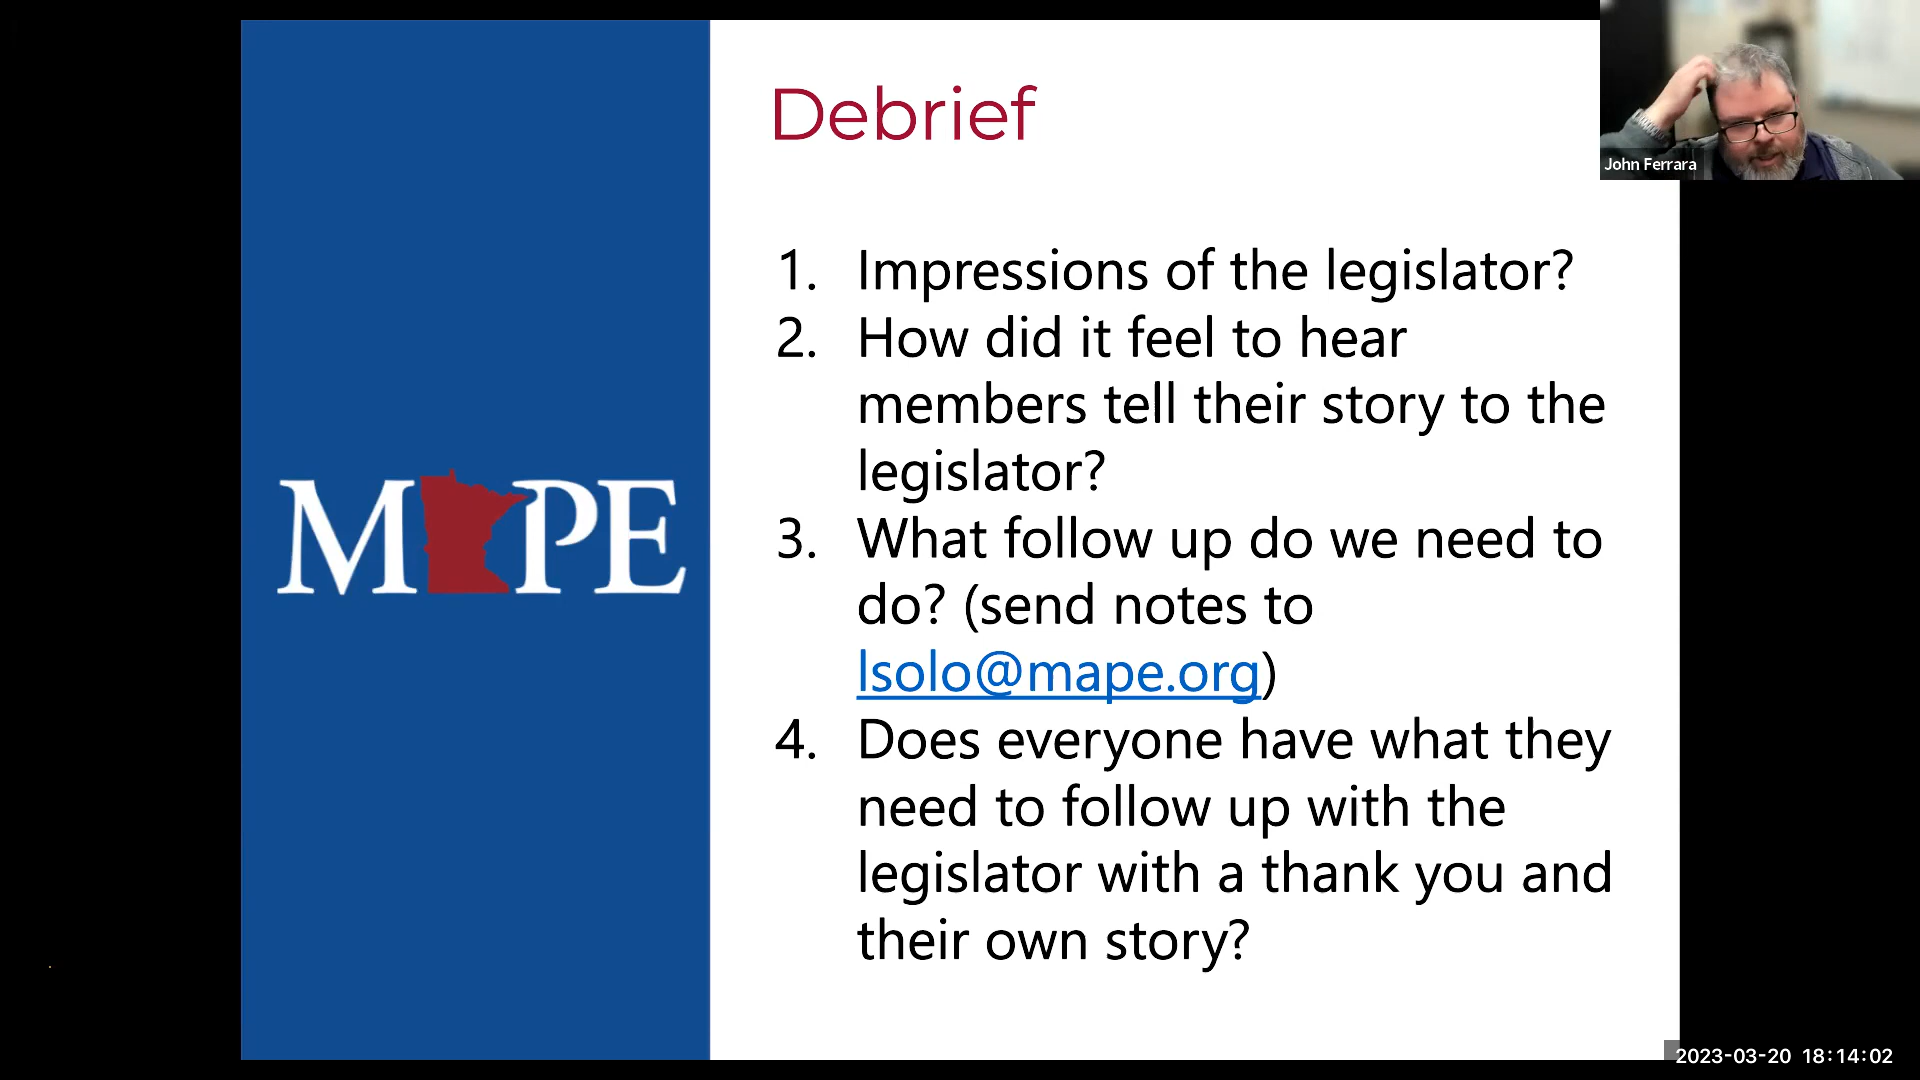 Debrief
John Ferrara
1. Impressions of the legislator?
2. How did it feel to hear
members tell their story to the
legislator?
3. What follow up do we need to
do? (send notes to
lsolo@mape.org)
4. Does everyone have what they
need to follow up with the
legislator with a thank you and
their own story?
M PE
2023-03-20 18:14:02